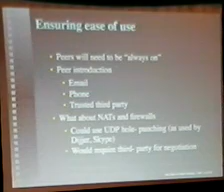 Ensuring ease of use
• Peers will need to be "always on"
• Peer introduction
• Email
• Phone
• Trusted third party
• What about NATs and firewalls
• Could use UDP hole- punching (as used by
Dijjer, Skype)
• Would require third- party for negotiation